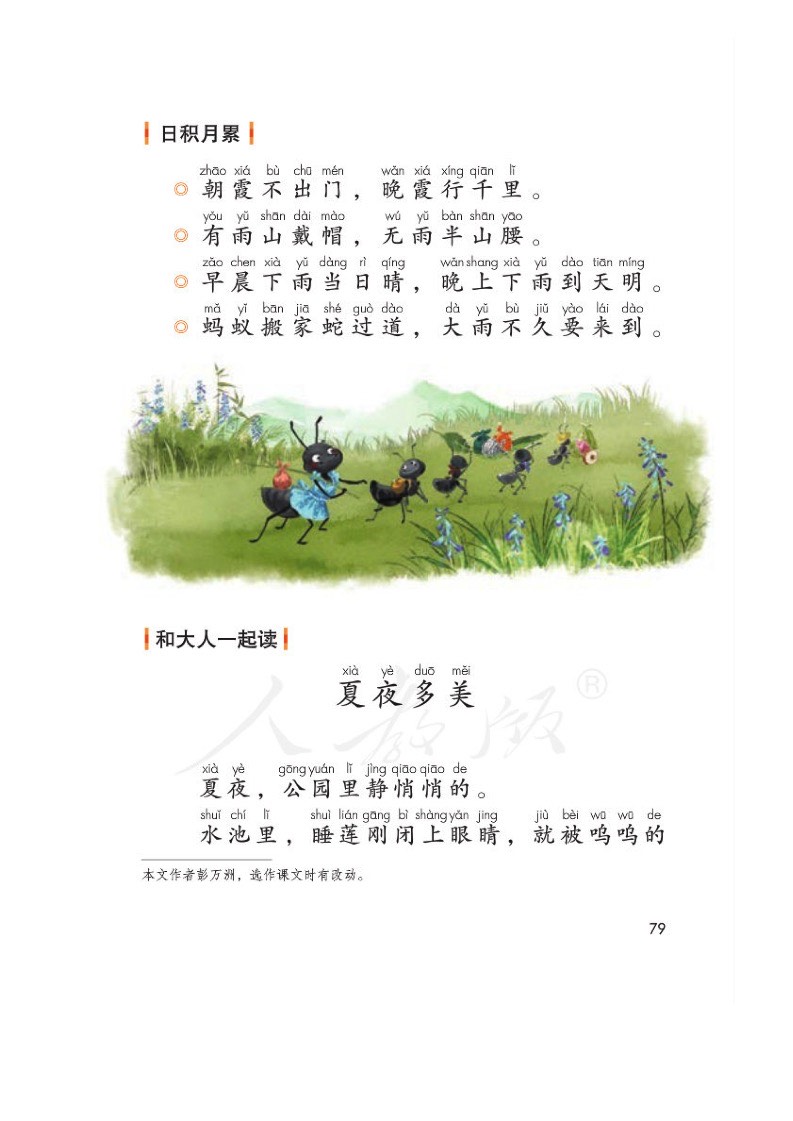 日积月累
zhāo xiá bù chū mén wǎn xiá xíng qiān lǐ
◎ 朝霞不出门，晚霞行千里。
yǒu yǔ shān dài mào wú yǔ bàn shān yāo
◎ 有雨山戴帽，无雨半山腰。
zǎo chen xià yǔ dàng rì qíng wǎn shang xià yǔ dào tiān míng
◎ 早晨下雨当日晴，晚上下雨到天明。
mǎ yǐ bān jiā shé guò dào dà yǔ bù jiǔ yào lái dào
◎ 蚂蚁搬家蛇过道，大雨不久要来到。
和大人一起读
xià yè duō měi
夏夜多美
人教版®
xià yè gōng yuán lǐ jìng qiāo qiāo de
夏夜，公园里静悄悄的。
shuǐ chí lǐ shuì lián gāng bì shàng yǎn jing jiù bèi wū wū de
水池里，睡莲刚闭上眼睛，就被呜呜的
本文作者彭万洲，选作课文时有改动。
79